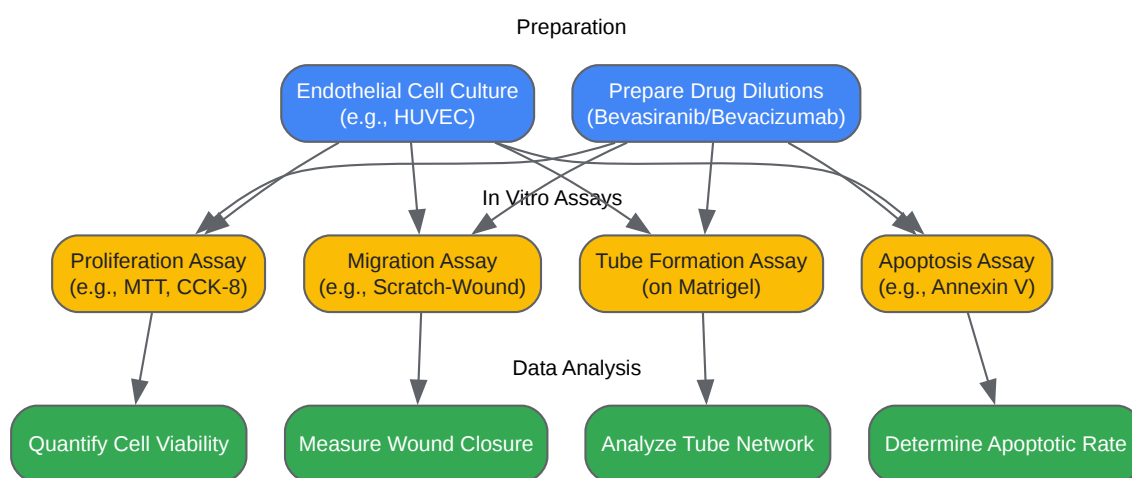 Preparation
Endothelial Cell Culture
(e.g., HUVEC)
Prepare Drug Dilutions
(Bevasiranib/Bevacizumab)
In Vitro Assays
Proliferation Assay
(e.g., MTT, CCK-8)
Migration Assay
(e.g., Scratch-Wound)
Tube Formation Assay
(on Matrigel)
Apoptosis Assay
(e.g., Annexin V)
Data Analysis
Quantify Cell Viability
Measure Wound Closure
Analyze Tube Network
Determine Apoptotic Rate